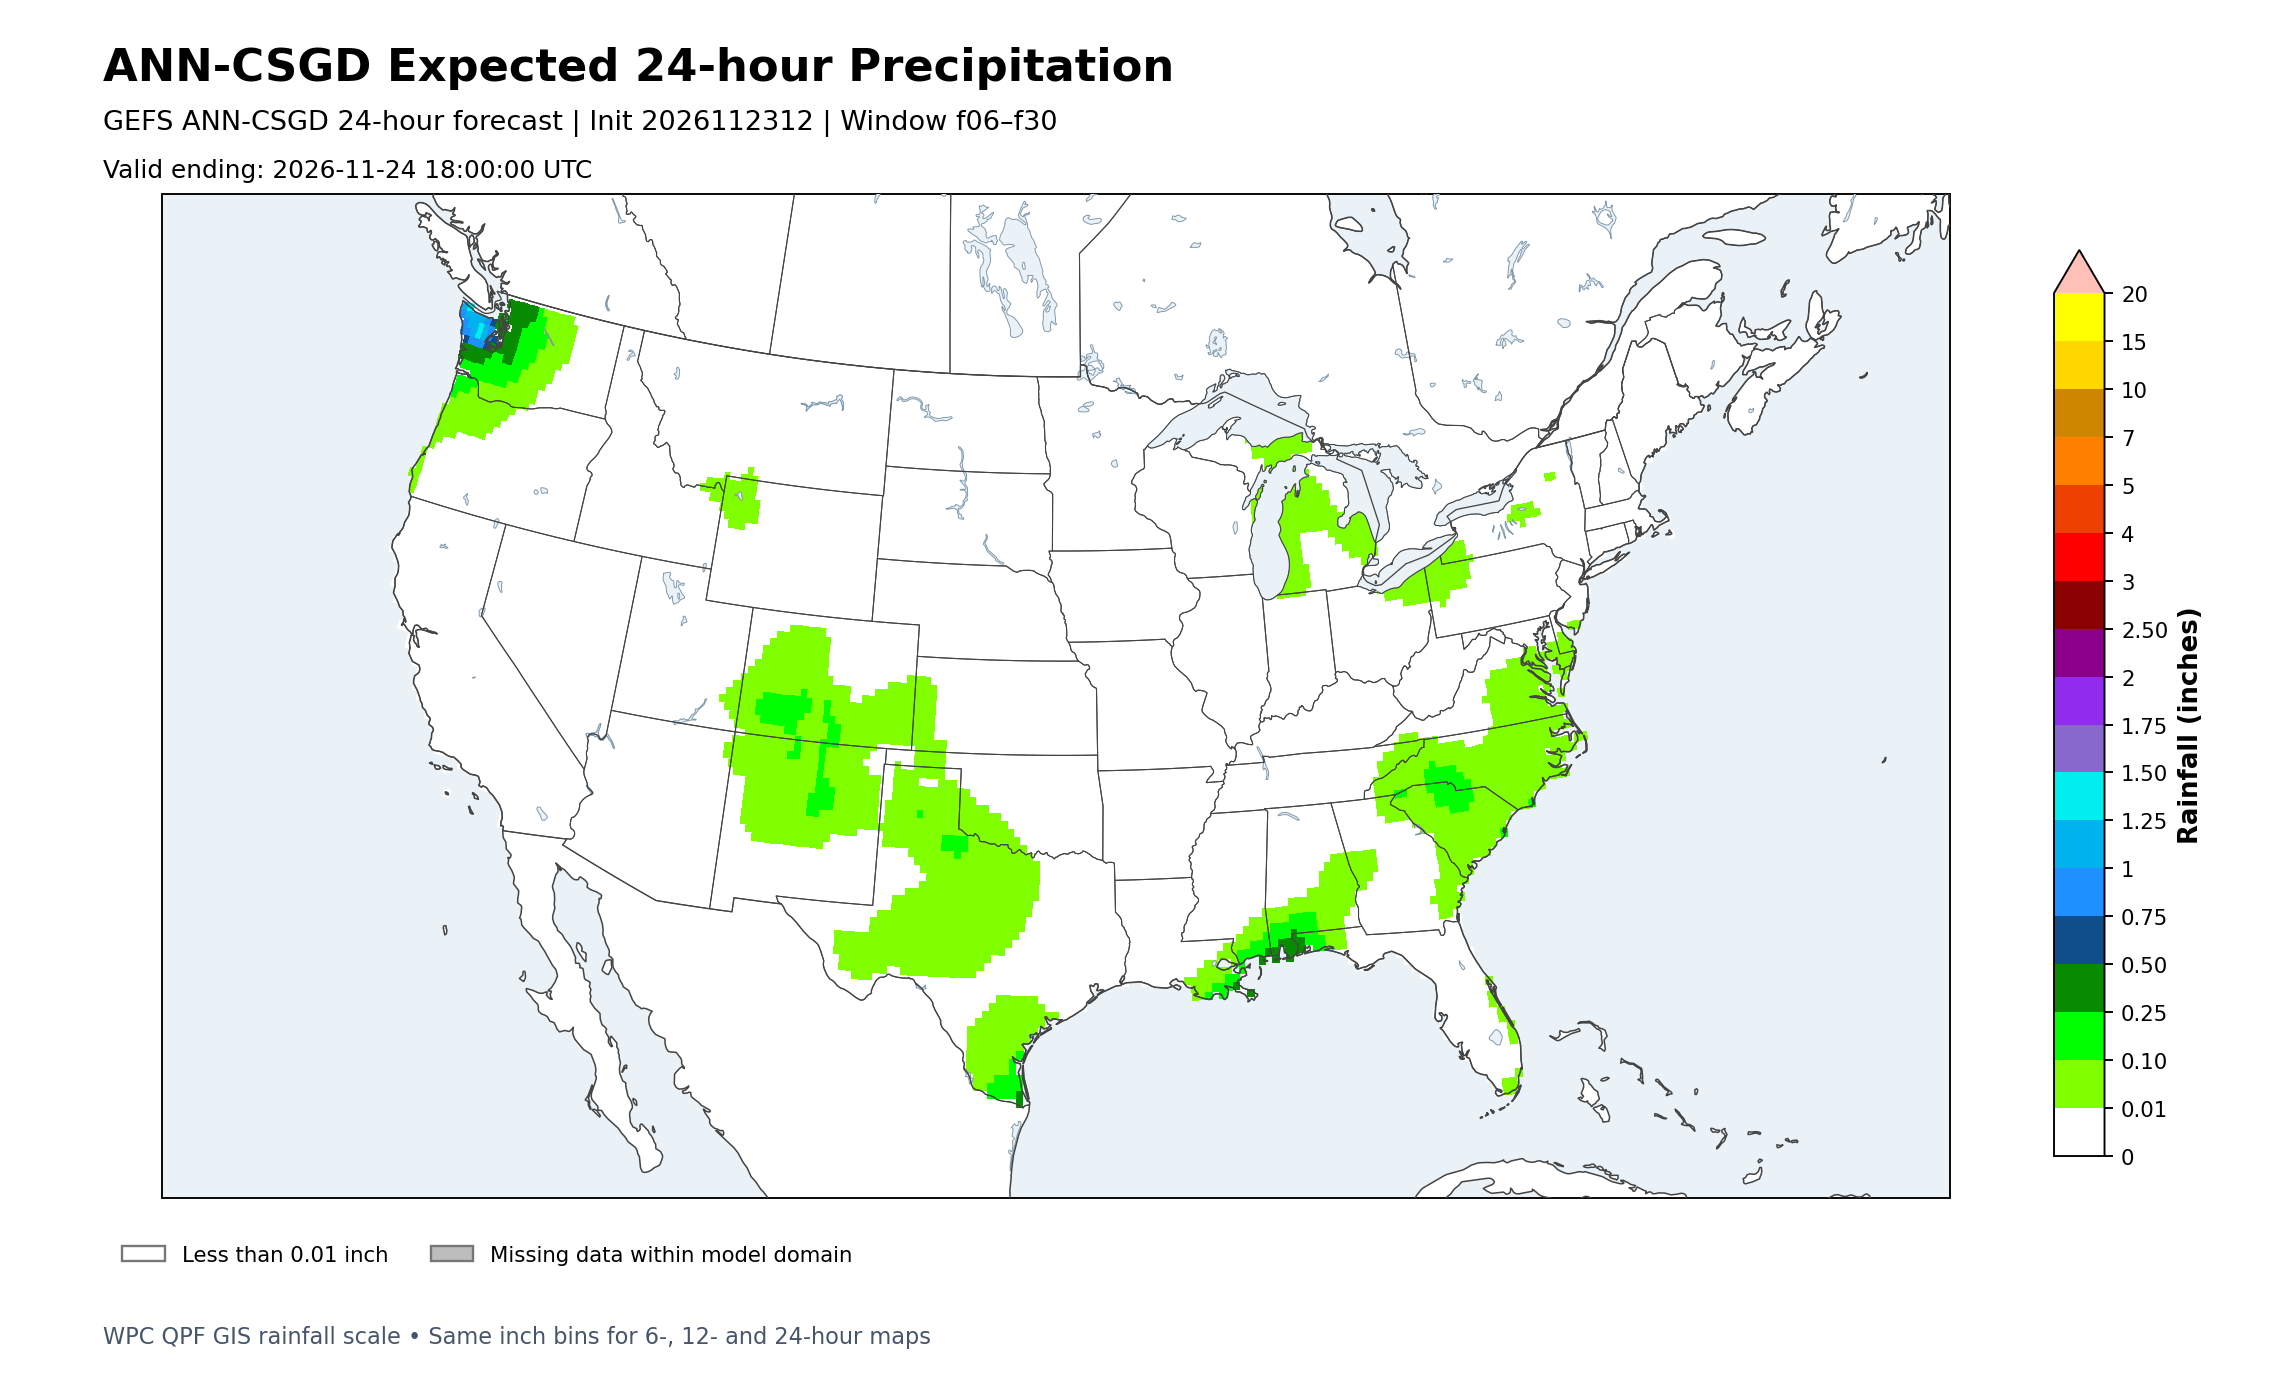 ANN-CSGD Expected 24-hour Precipitation
GEFS ANN-CSGD 24-hour forecast | Init 2026112312 | Window f06–f30
Valid ending: 2026-11-24 18:00:00 UTC
20
15
10
7
5
4
3
2.50
2
1.75
1.50
1.25
1
0.75
0.50
0.25
0.10
0.01
0
Rainfall (inches)
Less than 0.01 inch
Missing data within model domain
WPC QPF GIS rainfall scale • Same inch bins for 6-, 12- and 24-hour maps